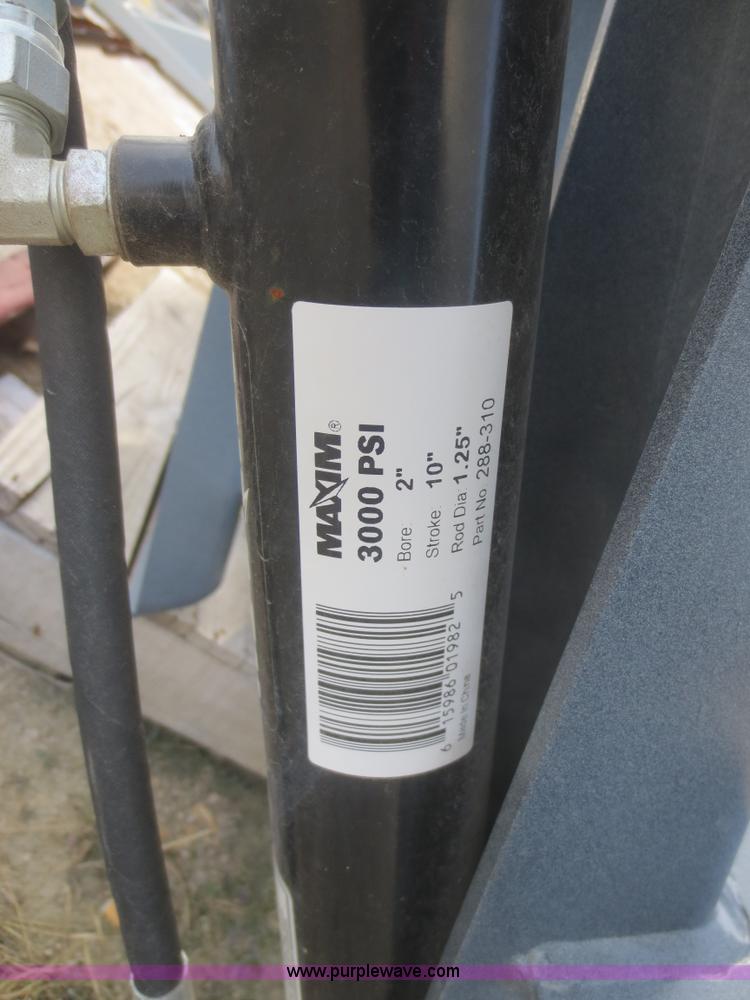 MAXIM®
3000 PSI
Bore: 2"
Stroke: 10"
Rod Dia: 1.25"
Part No 288-310
6 15986 01982 5
Made in China
www.purplewave.com